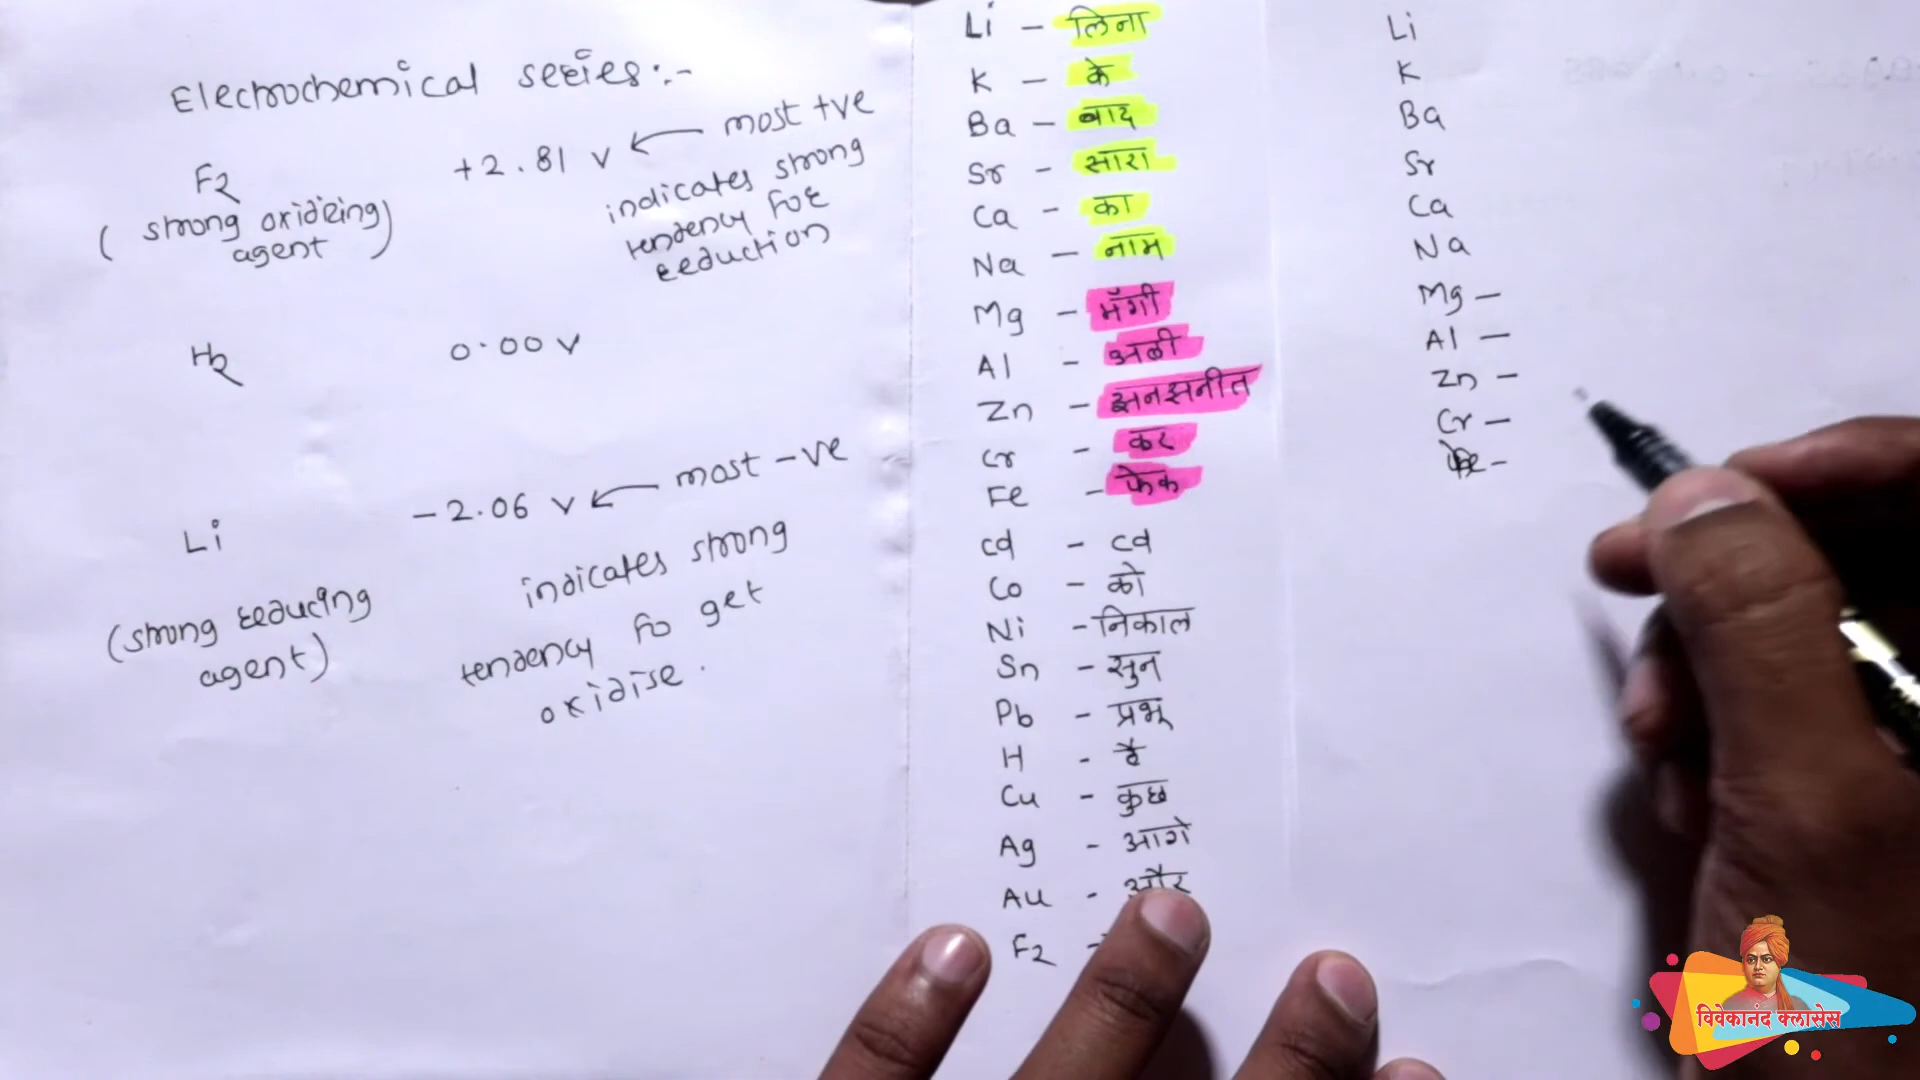 Electrochemical series:-
F2 +2.81 V ← most +ve
(strong oxidizing agent)
indicates strong
tendency for
reduction
H2 0.00 V
Li -2.06 V ← most -ve
(strong reducing
agent)
indicates strong
tendency to get
oxidise.
Li - लिना
K - के
Ba - बाद
Sr - सारा
Ca - का
Na - नाम
Mg - मॅगी
Al - अळी
Zn - झनझनीत
Cr - कर
Fe - फेक
Cd - Cd
Co - को
Ni - निकाल
Sn - सुन
Pb - प्रभू
H - है
Cu - कुछ
Ag - आगे
Au - और
F2 -
Li
K
Ba
Sr
Ca
Na
Mg -
Al -
Zn -
Cr -
विवेकानंद क्लासेस